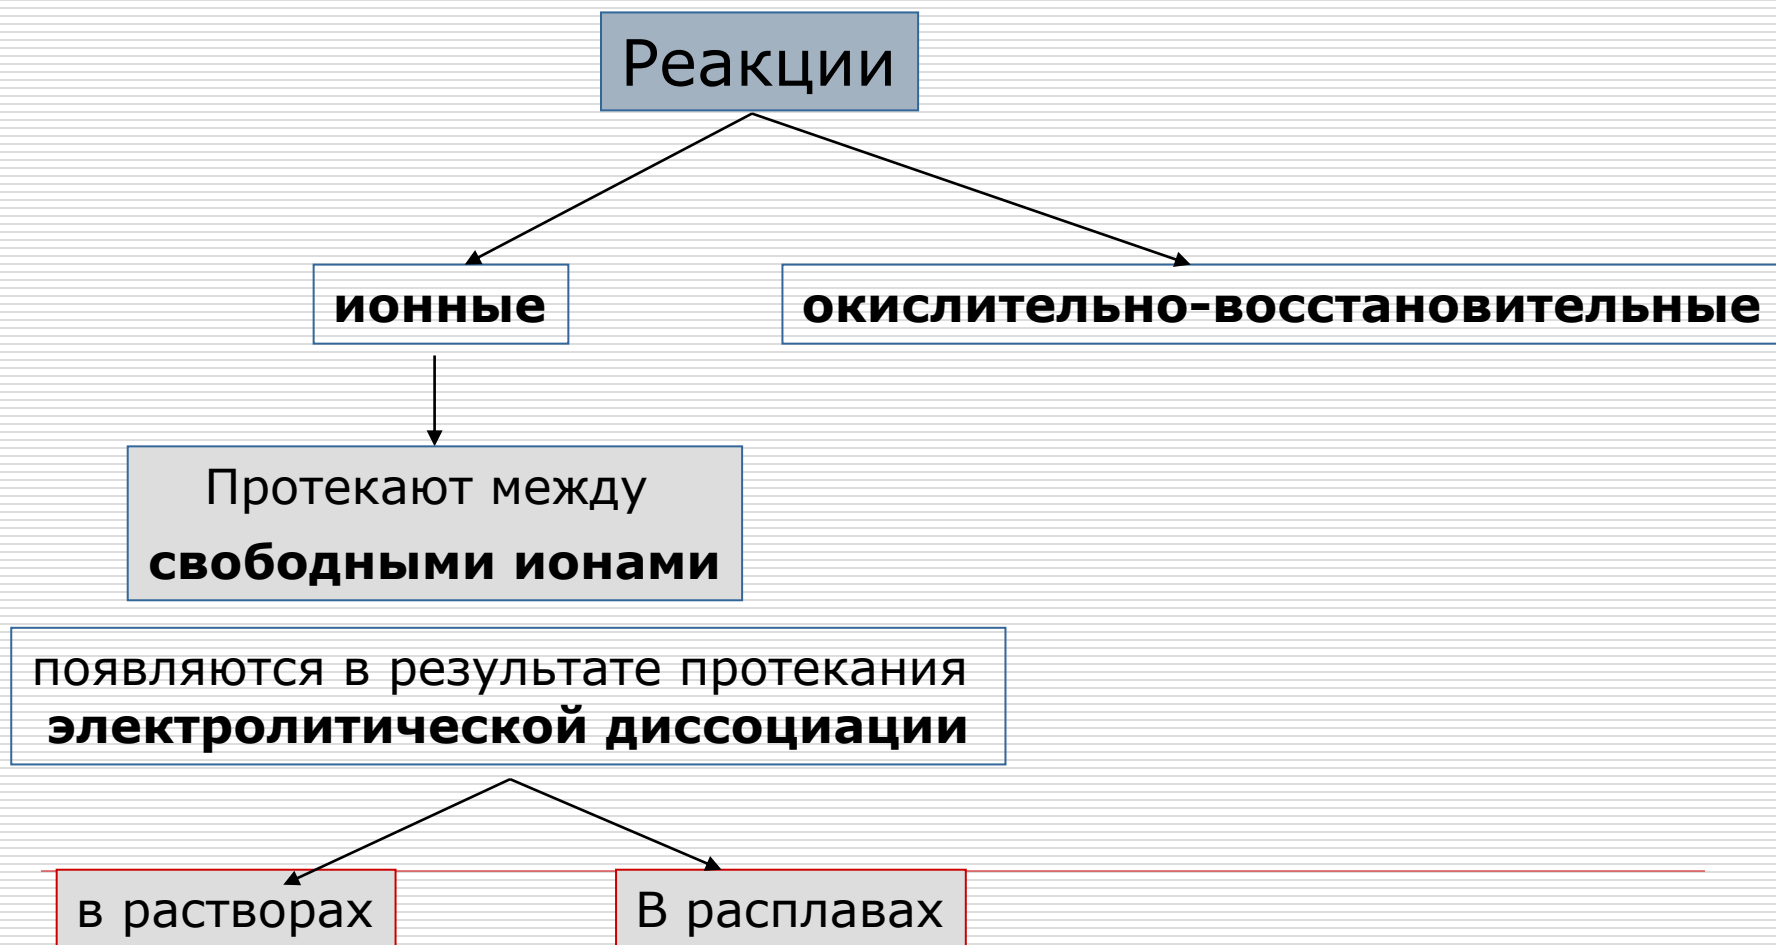 Реакции
ионные
окислительно-восстановительные
Протекают между
свободными ионами
появляются в результате протекания
электролитической диссоциации
в растворах
В расплавах